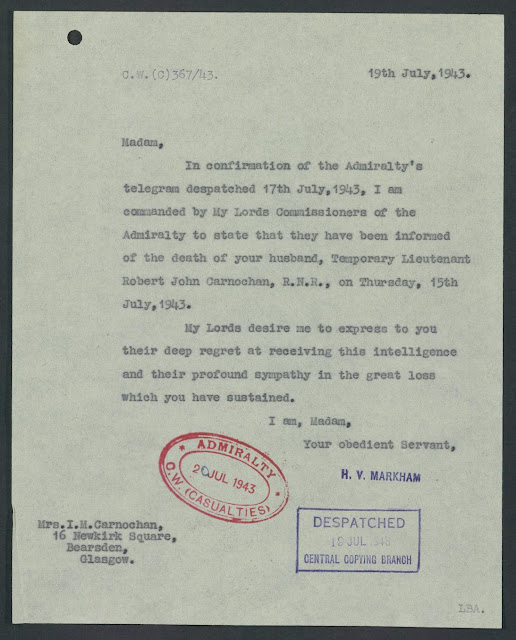 C.W.(C)367/43.
19th July,1943.
Madam,
In confirmation of the Admiralty's
telegram despatched 17th July,1943, I am
commanded by My Lords Commissioners of the
Admiralty to state that they have been informed
of the death of your husband, Temporary Lieutenant
Robert John Carnochan, R.N.R., on Thursday, 15th
July,1943.
My Lords desire me to express to you
their deep regret at receiving this intelligence
and their profound sympathy in the great loss
which you have sustained.
I am, Madam,
Your obedient Servant,
H. V. MARKHAM
* ADMIRALTY *
20 JUL 1943
C.W. (CASUALTIES)
Mrs.I.M.Carnochan,
16 Newkirk Square,
Bearsden,
Glasgow.
DESPATCHED
19 JUL 1943
CENTRAL COPYING BRANCH
LBA.